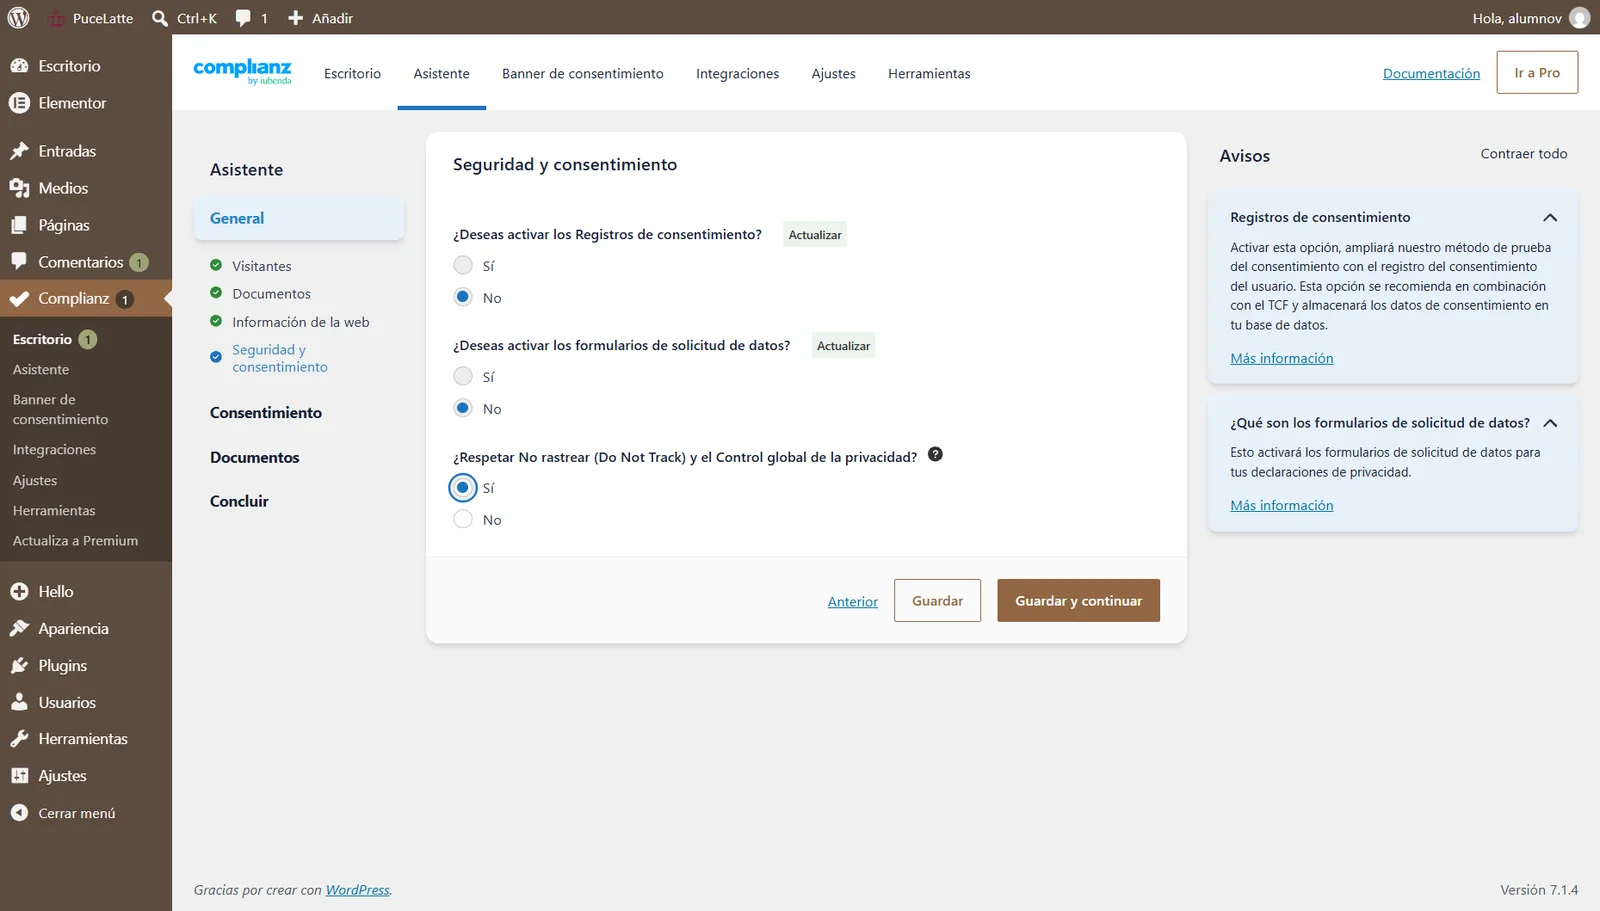 PuceLatte
Ctrl+K
1
Añadir
Hola, alumnov
Escritorio
Elementor
Entradas
Medios
Páginas
Comentarios 1
Complianz 1
Escritorio 1
Asistente
Banner de
consentimiento
Integraciones
Ajustes
Herramientas
Actualiza a Premium
Hello
Apariencia
Plugins
Usuarios
Herramientas
Ajustes
Cerrar menú
complianz
by iubenda
Escritorio
Asistente
Banner de consentimiento
Integraciones
Ajustes
Herramientas
Documentación
Ir a Pro
Asistente
General
Visitantes
Documentos
Información de la web
Seguridad y
consentimiento
Consentimiento
Documentos
Concluir
Seguridad y consentimiento
¿Deseas activar los Registros de consentimiento? Actualizar
Sí
No
¿Deseas activar los formularios de solicitud de datos? Actualizar
Sí
No
¿Respetar No rastrear (Do Not Track) y el Control global de la privacidad? ?
Sí
No
Anterior
Guardar
Guardar y continuar
Avisos
Contraer todo
Registros de consentimiento
Activar esta opción, ampliará nuestro método de prueba
del consentimiento con el registro del consentimiento
del usuario. Esta opción se recomienda en combinación
con el TCF y almacenará los datos de consentimiento en
tu base de datos.
Más información
¿Qué son los formularios de solicitud de datos?
Esto activará los formularios de solicitud de datos para
tus declaraciones de privacidad.
Más información
Gracias por crear con WordPress.
Versión 7.1.4